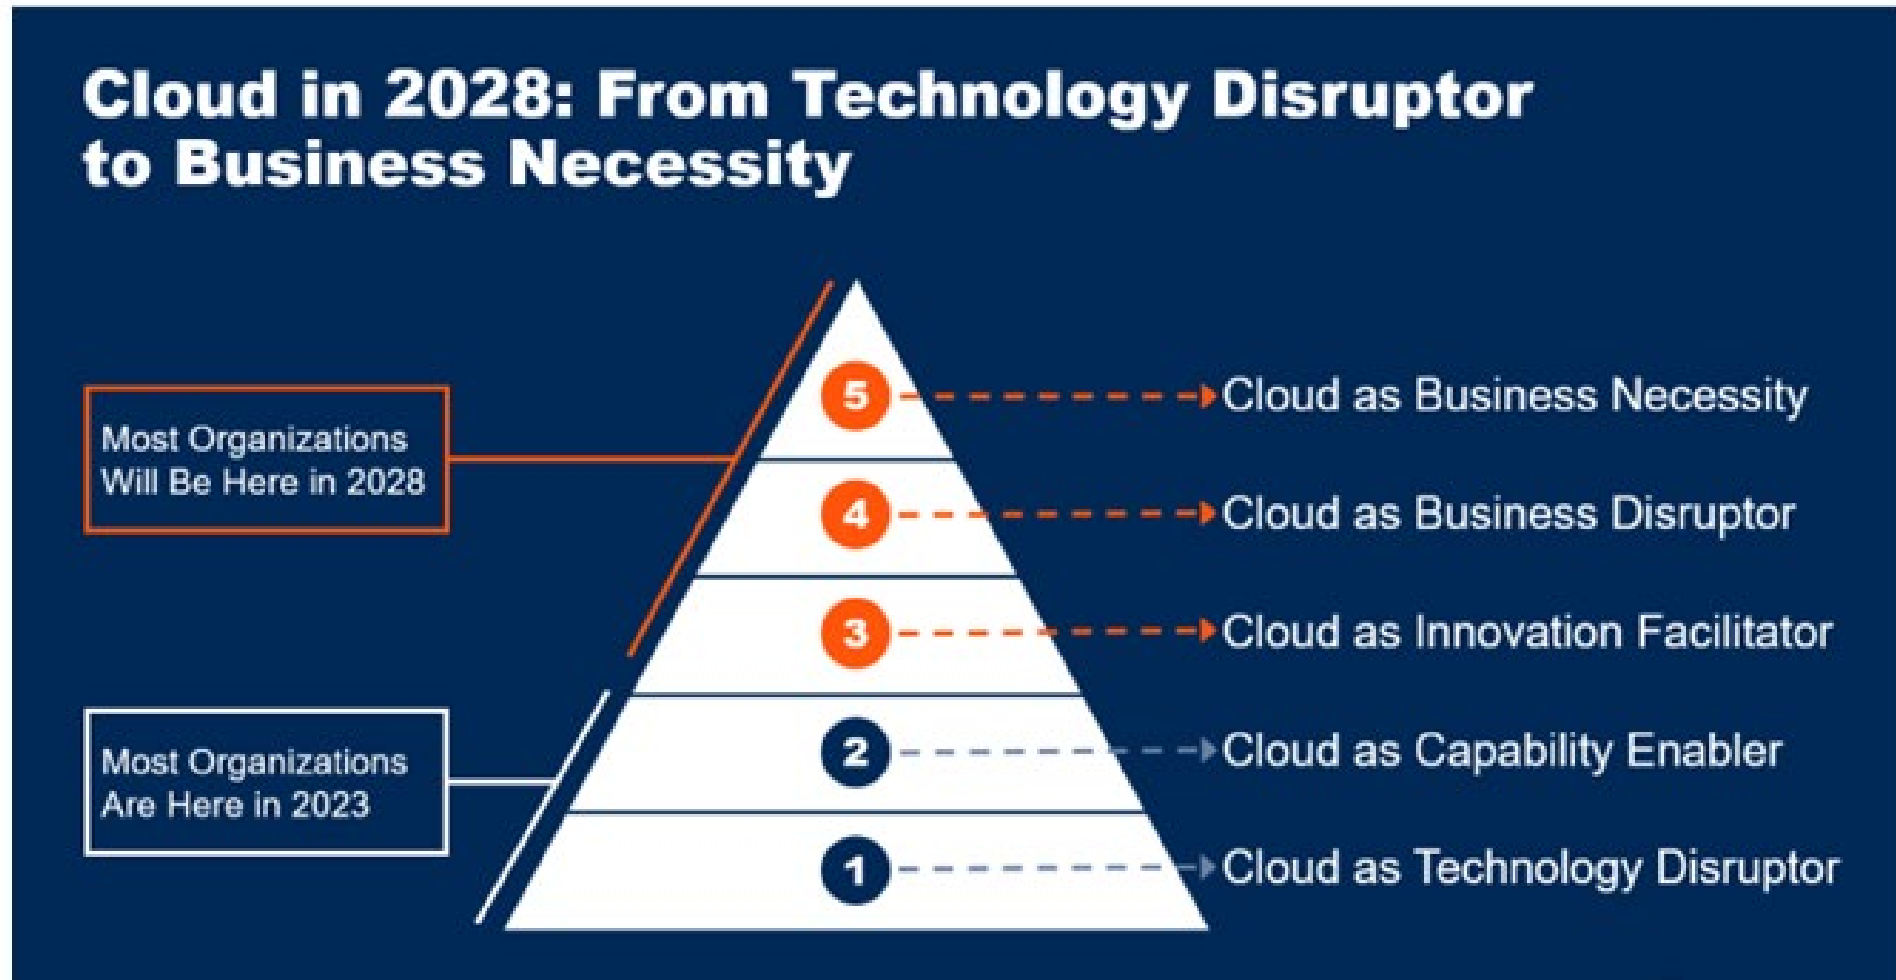 Cloud in 2028: From Technology Disruptor
to Business Necessity
Most Organizations
Will Be Here in 2028
Most Organizations
Are Here in 2023
5
Cloud as Business Necessity
4
Cloud as Business Disruptor
3
Cloud as Innovation Facilitator
2
Cloud as Capability Enabler
1
Cloud as Technology Disruptor